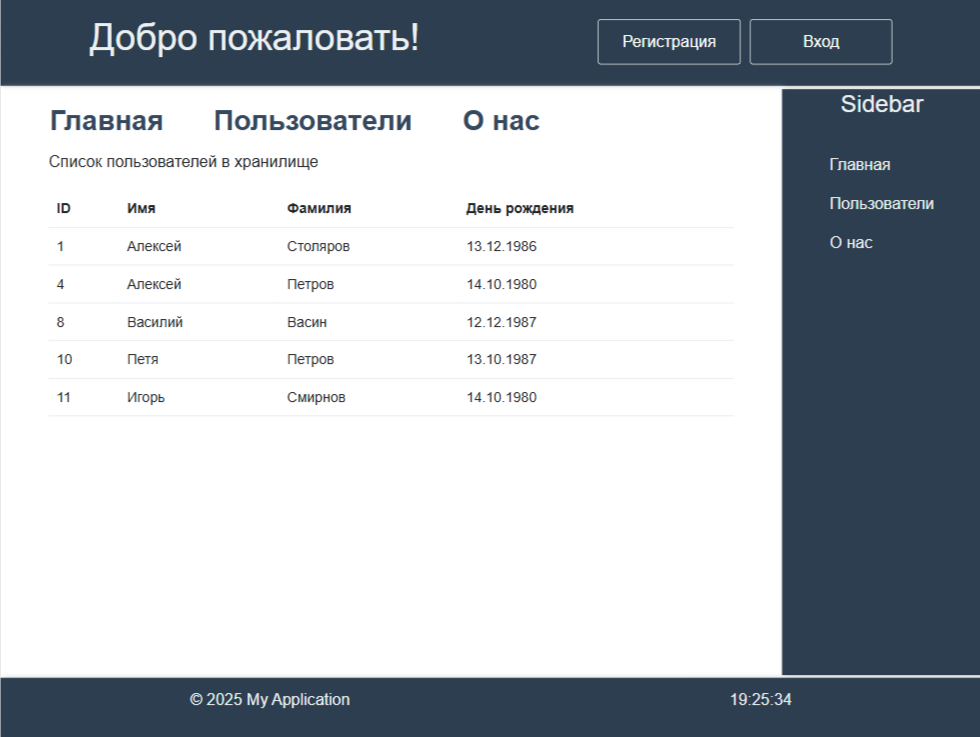 Добро пожаловать!
Регистрация
Вход
Главная Пользователи О нас
Список пользователей в хранилище
ID Имя Фамилия День рождения
1 Алексей Столяров 13.12.1986
4 Алексей Петров 14.10.1980
8 Василий Васин 12.12.1987
10 Петя Петров 13.10.1987
11 Игорь Смирнов 14.10.1980
Sidebar
Главная
Пользователи
О нас
© 2025 My Application
19:25:34